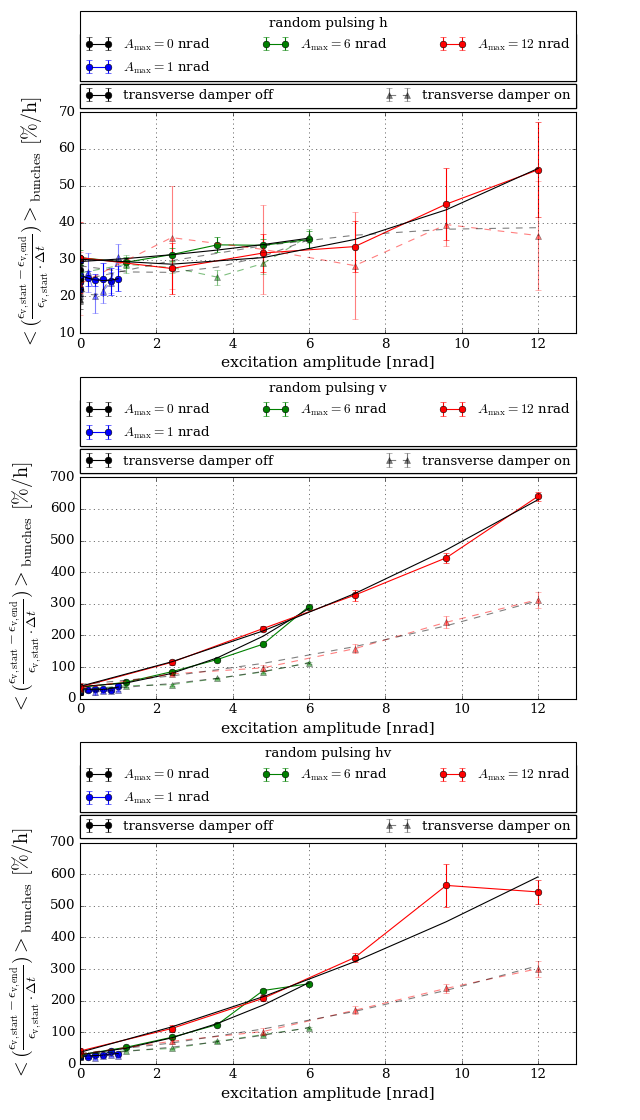 random pulsing h
A_max = 0 nrad
A_max = 6 nrad
A_max = 12 nrad
A_max = 1 nrad
transverse damper off
transverse damper on
< ( ϵ_v,start − ϵ_v,end / ϵ_v,start · Δt ) >_bunches [%/h]
70
60
50
40
30
20
10
0 2 4 6 8 10 12
excitation amplitude [nrad]
random pulsing v
A_max = 0 nrad
A_max = 6 nrad
A_max = 12 nrad
A_max = 1 nrad
transverse damper off
transverse damper on
< ( ϵ_v,start − ϵ_v,end / ϵ_v,start · Δt ) >_bunches [%/h]
700
600
500
400
300
200
100
0
0 2 4 6 8 10 12
excitation amplitude [nrad]
random pulsing hv
A_max = 0 nrad
A_max = 6 nrad
A_max = 12 nrad
A_max = 1 nrad
transverse damper off
transverse damper on
< ( ϵ_v,start − ϵ_v,end / ϵ_v,start · Δt ) >_bunches [%/h]
700
600
500
400
300
200
100
0
0 2 4 6 8 10 12
excitation amplitude [nrad]